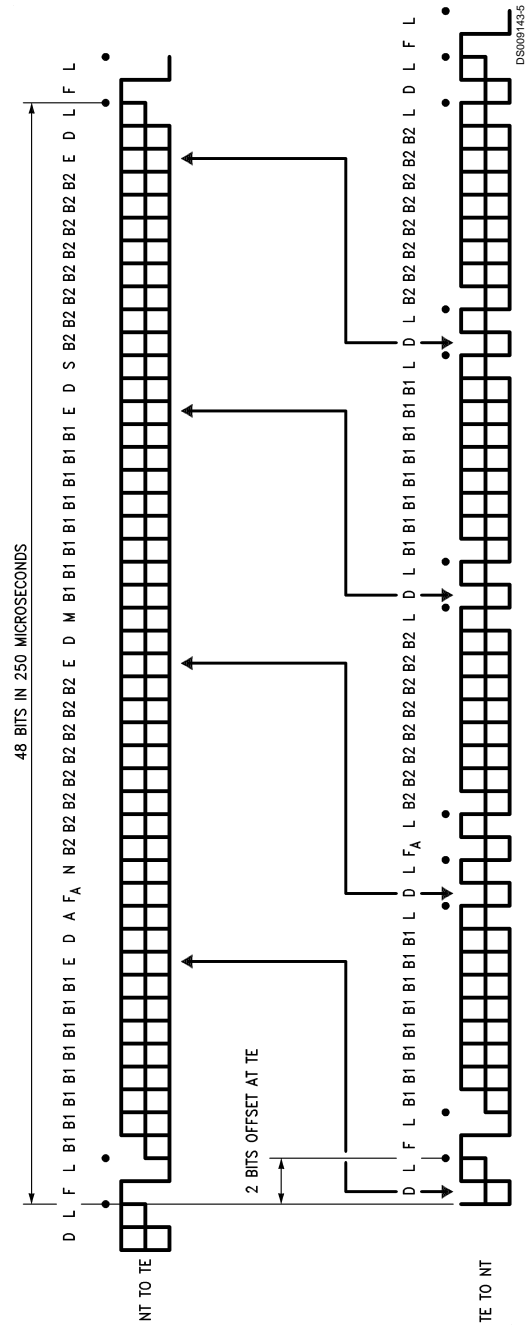 48 BITS IN 250 MICROSECONDS
D L F L B1 B1 B1 B1 B1 B1 B1 B1 E D A FA N B2 B2 B2 B2 B2 B2 B2 B2 E D M B1 B1 B1 B1 B1 B1 B1 B1 E D S B2 B2 B2 B2 B2 B2 B2 B2 E D L F L
NT TO TE
2 BITS OFFSET AT TE
D L F L B1 B1 B1 B1 B1 B1 B1 B1 L D L FA L B2 B2 B2 B2 B2 B2 B2 B2 L D L B1 B1 B1 B1 B1 B1 B1 B1 L D L B2 B2 B2 B2 B2 B2 B2 B2 L D L F L
TE TO NT
DS009143-5